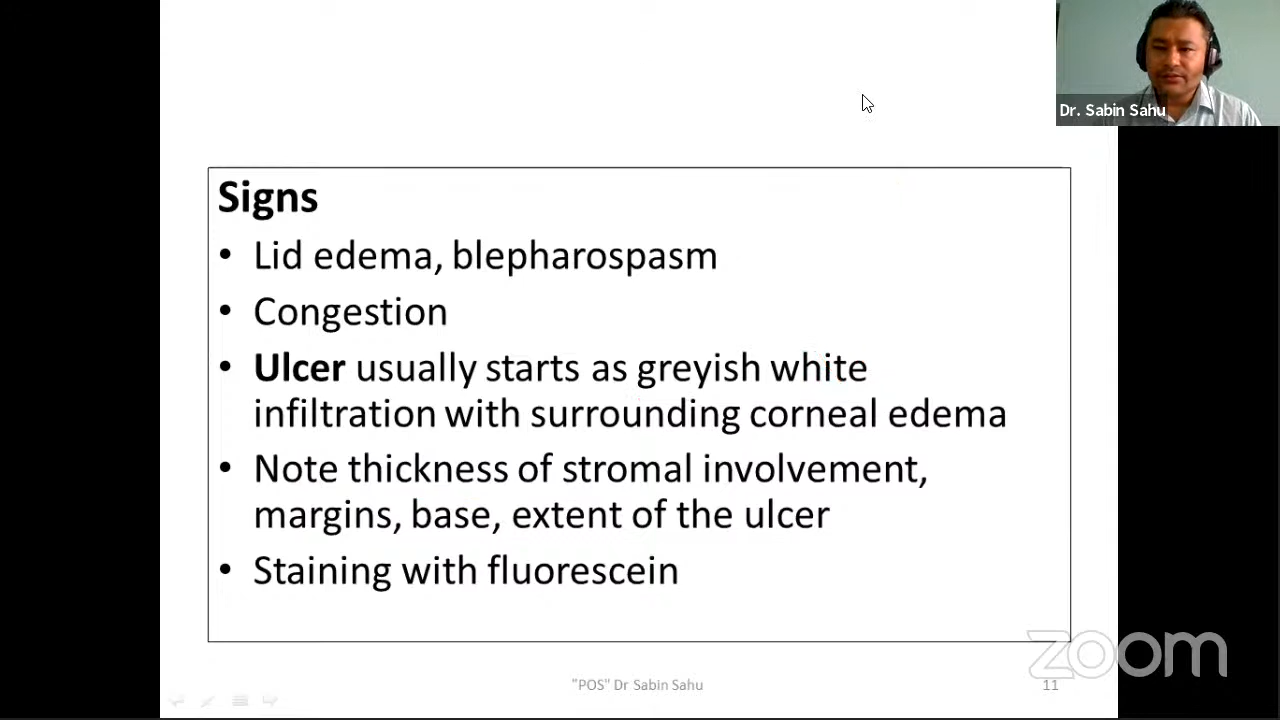 Dr. Sabin Sahu
Signs
• Lid edema, blepharospasm
• Congestion
• Ulcer usually starts as greyish white
infiltration with surrounding corneal edema
• Note thickness of stromal involvement,
margins, base, extent of the ulcer
• Staining with fluorescein
zoom
"POS" Dr Sabin Sahu
11